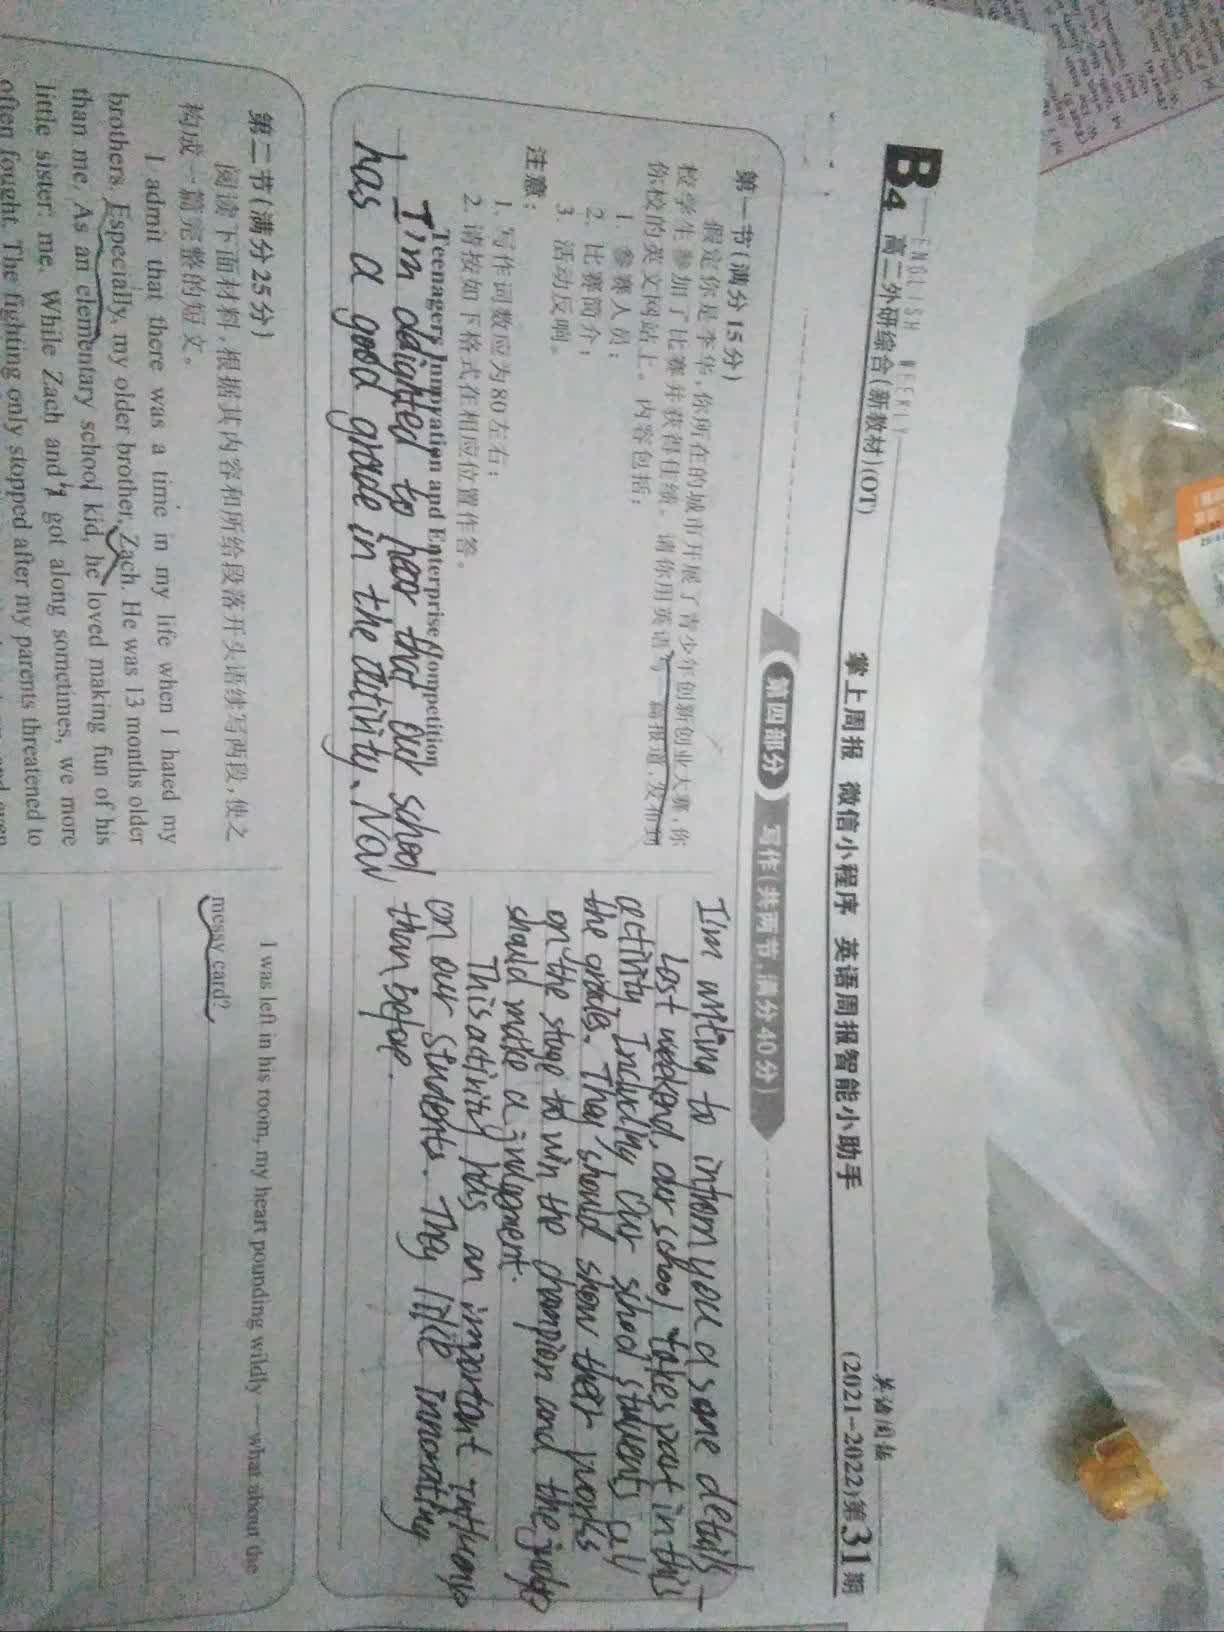 ENGLISH WEEKLY
B4 高二外研综合(新教材)(OT)
掌上周报 微信小程序 英语周报智能小助手
英语周报
(2021-2022)第31期
第四部分 写作(共两节,满分40分)
第一节(满分15分)
假定你是李华,你所在的城市开展了青少年创新创业大赛,你
校学生参加了比赛并获得佳绩。请你用英语写一篇报道,发布到
你校的英文网站上。内容包括:
1. 参赛人员;
2. 比赛简介;
3. 活动反响。
注意:
1. 写作词数应为80左右;
2. 请按如下格式在相应位置作答。
Teenagers Innovation and Enterprise Competition
I'm delighted to hear that our school
has a good grade in the activity. Now
I'm writing to inform you a some details
Last weekend, our school takes part in this
activity. Including our school students all
the grades. They should show their works
on the stage to win the champion and the judge
should make a judgment.
This activity has an important influence
on our students. They like innovating
than before.
第二节(满分25分)
阅读下面材料,根据其内容和所给段落开头语续写两段,使之
构成一篇完整的短文。
I admit that there was a time in my life when I hated my
brothers. Especially, my older brother, Zach. He was 13 months older
than me. As an elementary school kid, he loved making fun of his
little sister: me. While Zach and I got along sometimes, we more
often fought. The fighting only stopped after my parents threatened to
I was left in his room, my heart pounding wildly —what about the
messy card?